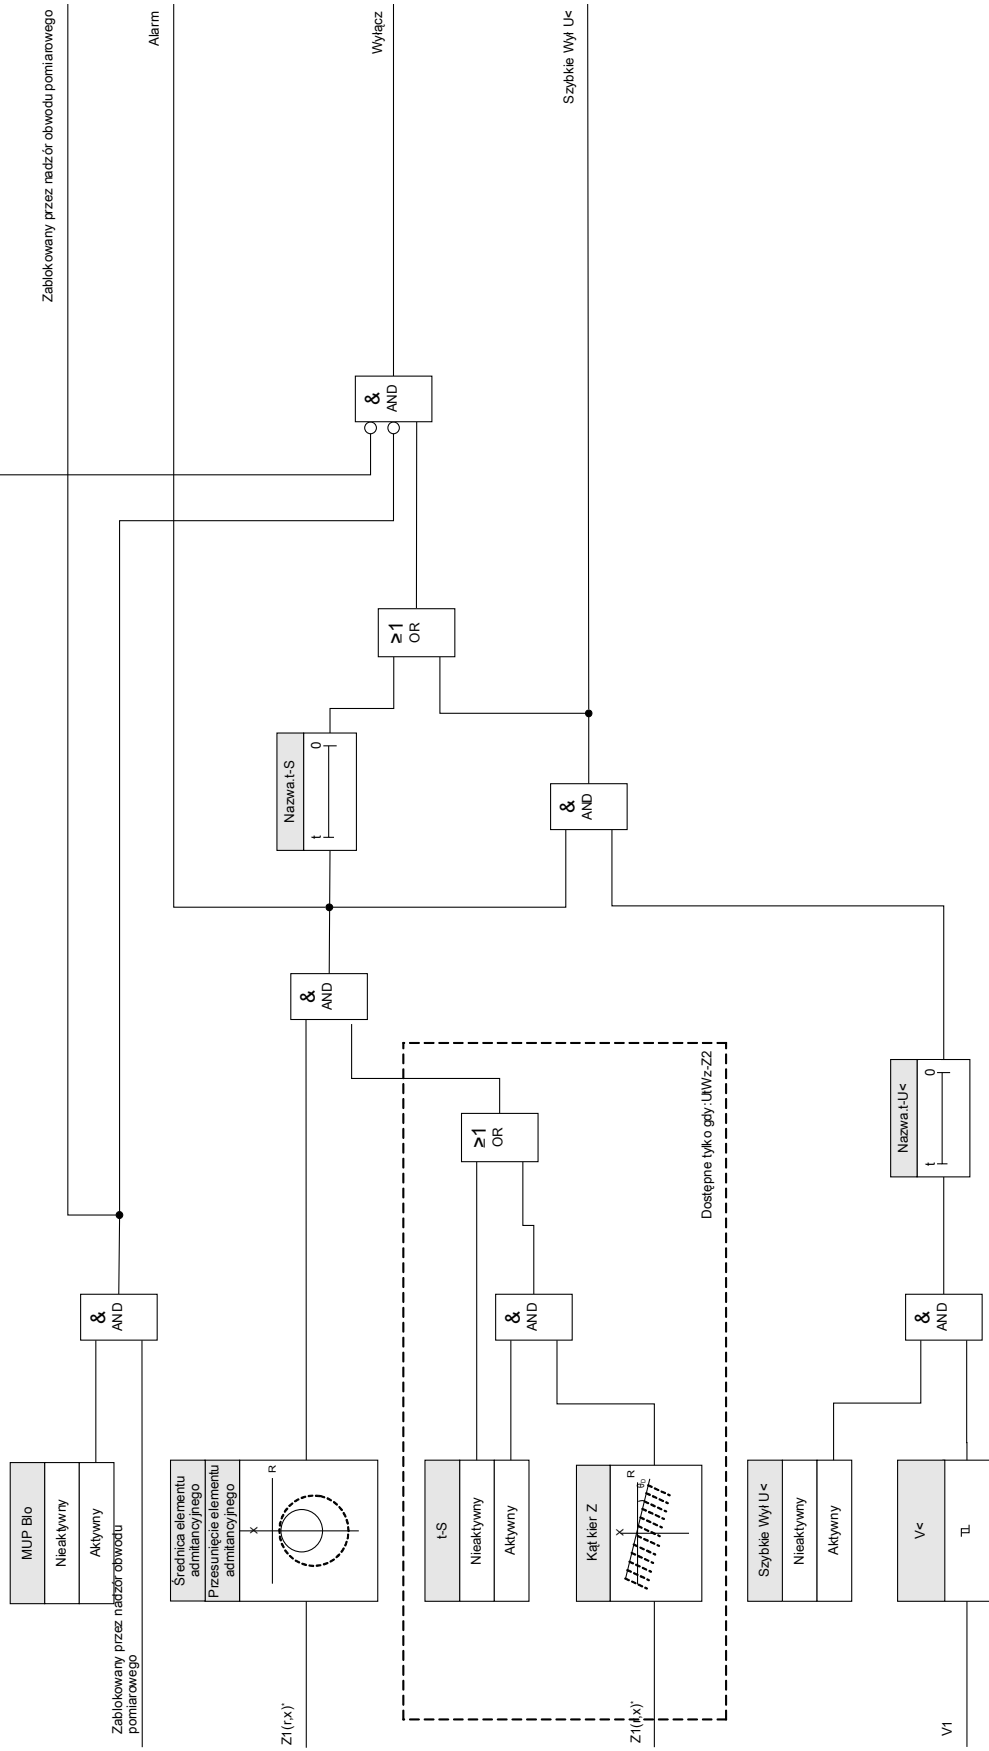 Zablokowany przez nadzór obwodu pomiarowego
Alarm
Wyłącz
Szybkie Wył U<
&
AND
≥1
OR
Nazwa.t-S
t
0
&
AND
&
AND
Nazwa.t-U<
t
0
Dostępne tylko gdy:UtWz-Z2
≥1
OR
&
AND
&
AND
&
AND
MUP Blo
Nieaktywny
Aktywny
Zablokowany przez nadzór obwodu
pomiarowego
Średnica elementu
admitancyjnego
Przesunięcie elementu
admitancyjnego
X
R
Z1(r,x)*
t-S
Nieaktywny
Aktywny
Kąt kier Z
X
R
Z1(r,x)*
Szybkie Wył U<
Nieaktywny
Aktywny
V<
V1